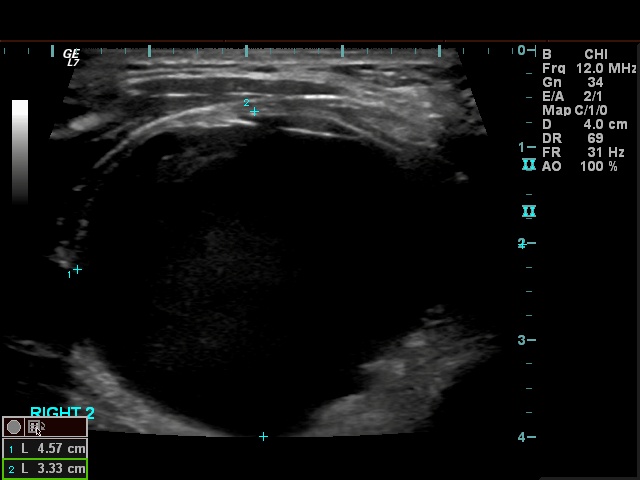 GE
L7
B CHI
Frq 12.0 MHz
Gn 34
E/A 2/1
Map C/1/0
D 4.0 cm
DR 69
FR 31 Hz
AO 100 %
0
1
2
3
4
2
1
RIGHT 2
1 L 4.57 cm
2 L 3.33 cm